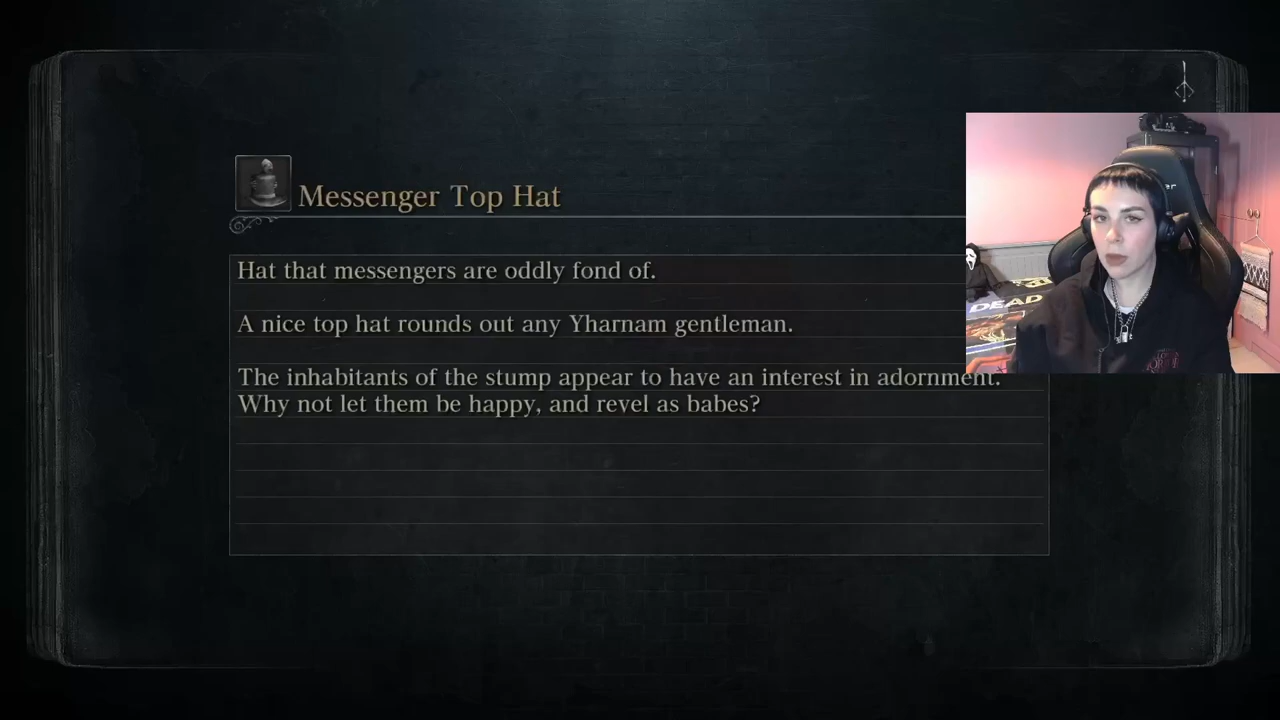 Messenger Top Hat
Hat that messengers are oddly fond of.
A nice top hat rounds out any Yharnam gentleman.
The inhabitants of the stump appear to have an interest in adornment.
Why not let them be happy, and revel as babes?
DEAD